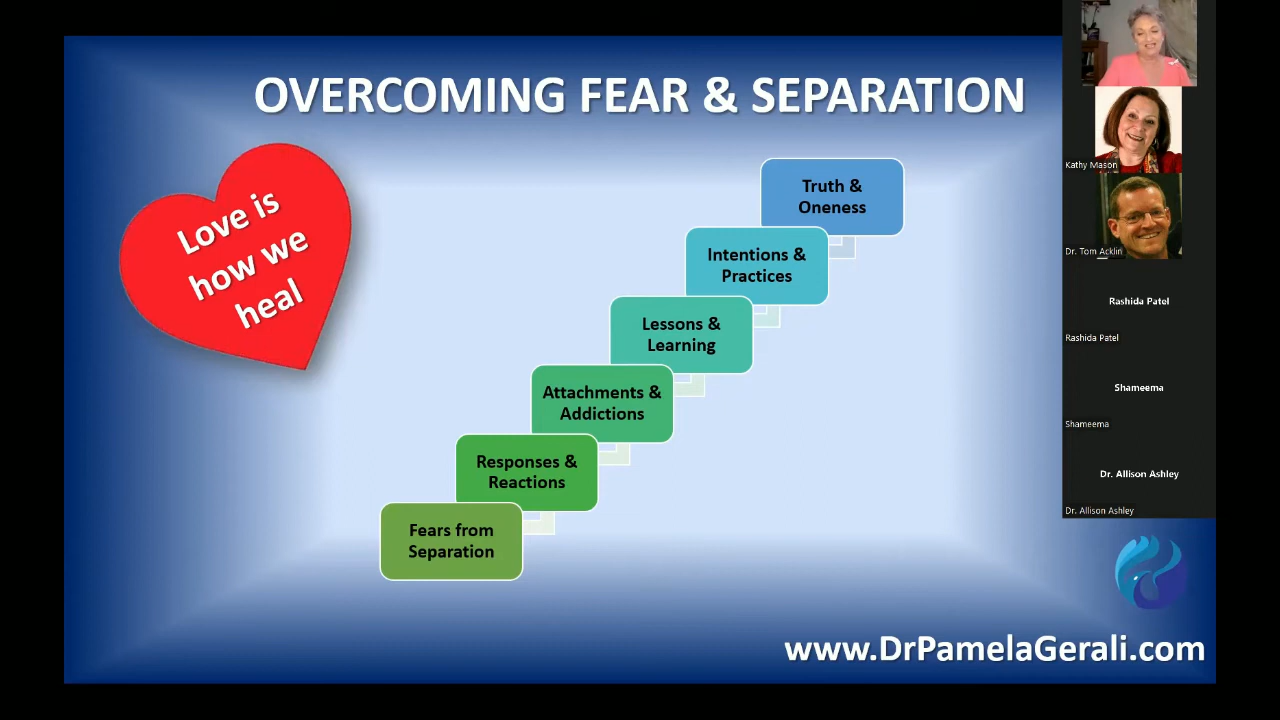 OVERCOMING FEAR & SEPARATION
Love is
how we
heal
Truth &
Oneness
Intentions &
Practices
Lessons &
Learning
Attachments &
Addictions
Responses &
Reactions
Fears from
Separation
www.DrPamelaGerali.com
Kathy Mason
Dr. Tom Acklin
Rashida Patel
Rashida Patel
Shameema
Shameema
Dr. Allison Ashley
Dr. Allison Ashley